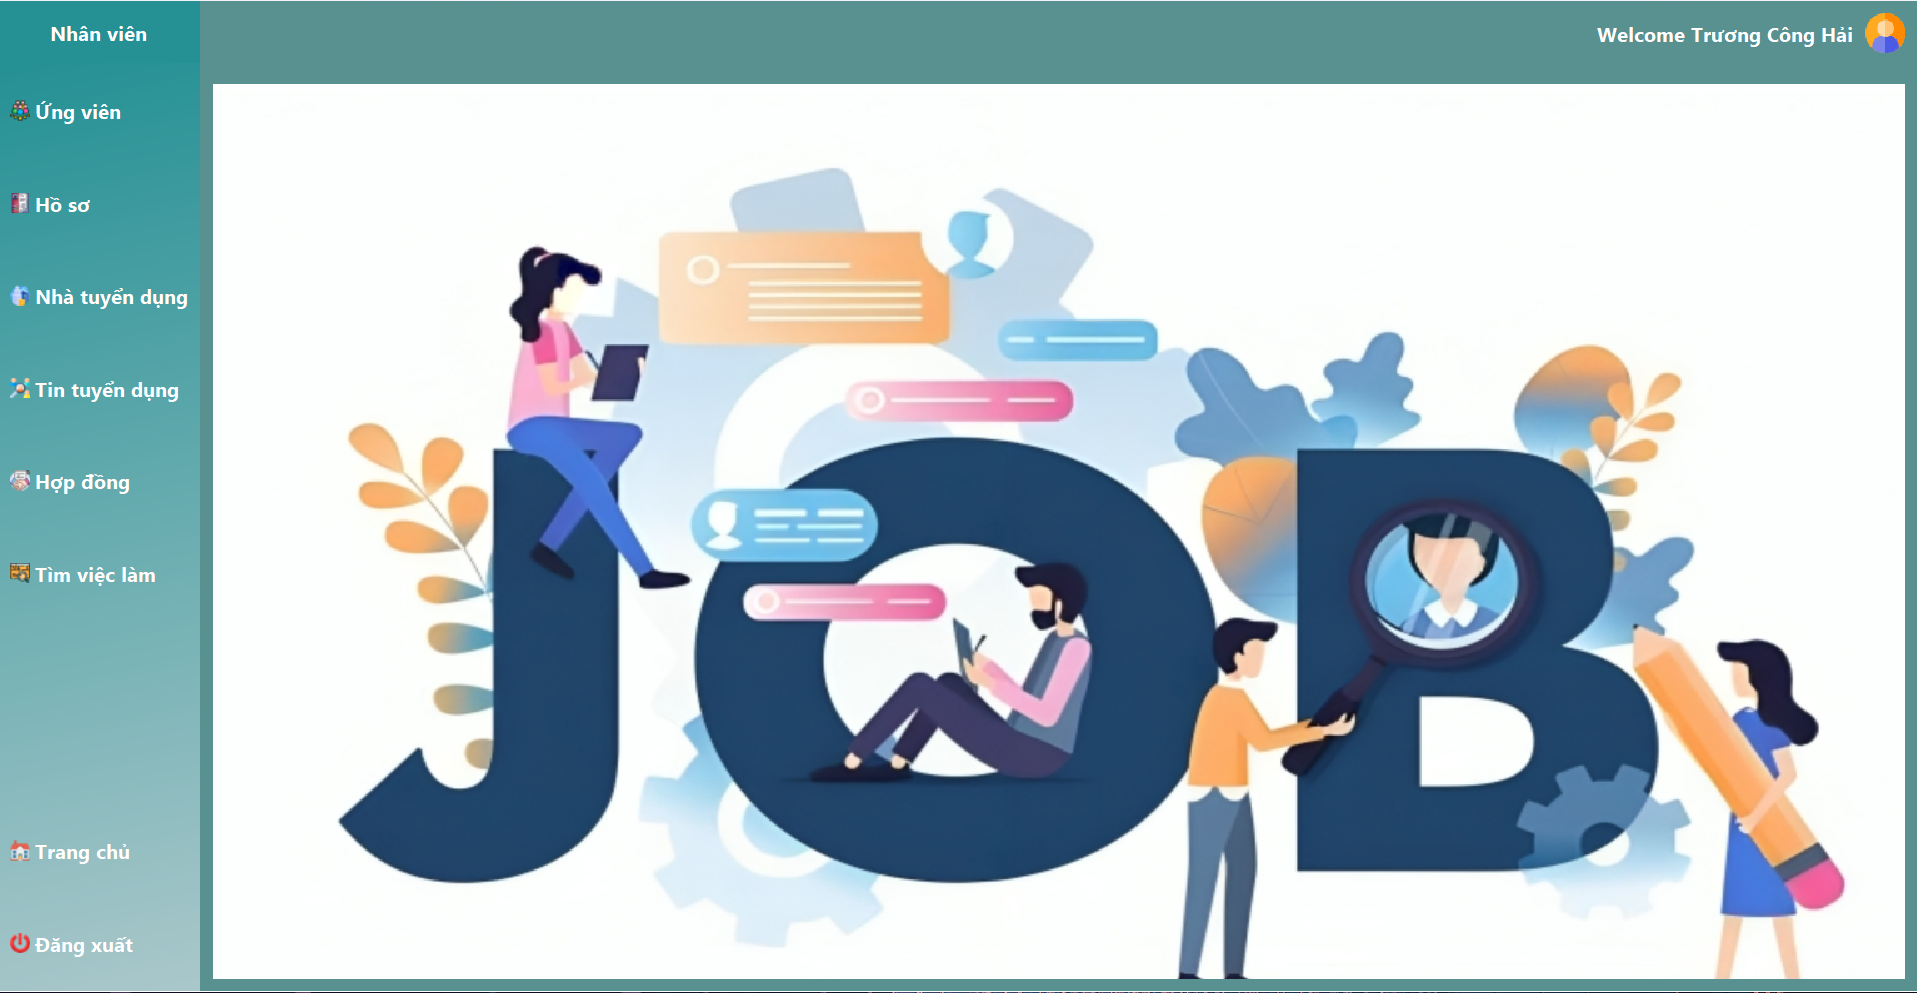 Nhân viên
Welcome Trương Công Hải
Ứng viên
Hồ sơ
Nhà tuyển dụng
Tin tuyển dụng
Hợp đồng
Tìm việc làm
Trang chủ
Đăng xuất
JOB